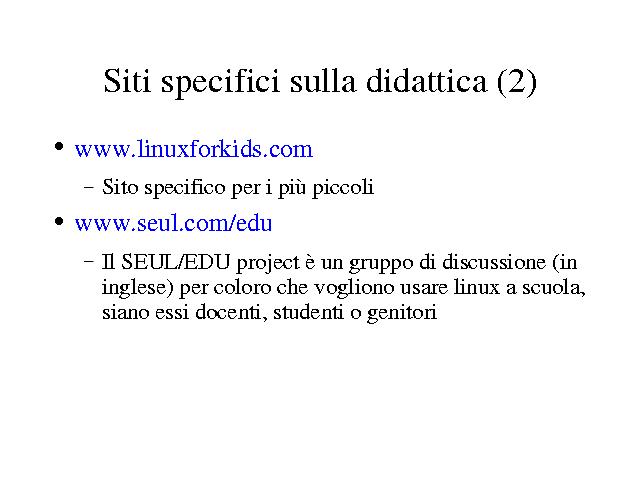 Siti specifici sulla didattica (2)
• www.linuxforkids.com
– Sito specifico per i più piccoli
• www.seul.com/edu
– Il SEUL/EDU project è un gruppo di discussione (in
inglese) per coloro che vogliono usare linux a scuola,
siano essi docenti, studenti o genitori